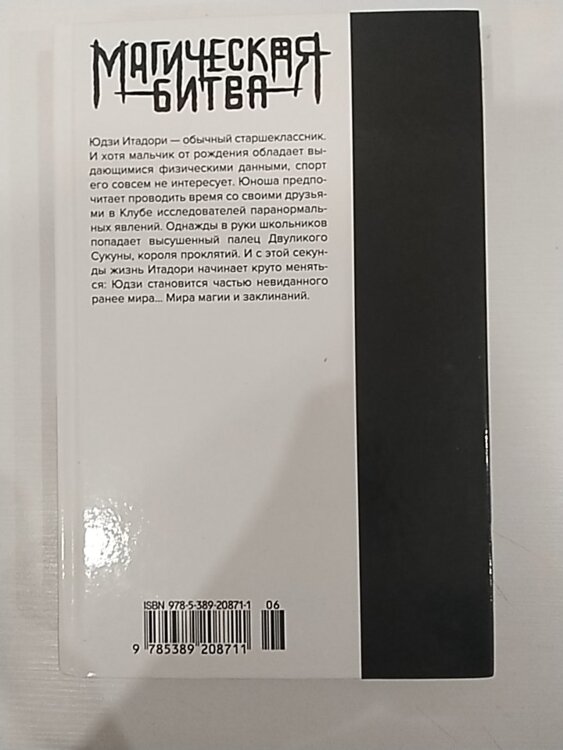 МАГИЧЕСКАЯ
БИТВА
Юдзи Итадори — обычный старшеклассник.
И хотя мальчик от рождения обладает вы-
дающимися физическими данными, спорт
его совсем не интересует. Юноша предпо-
читает проводить время со своими друзья-
ми в Клубе исследователей паранормаль-
ных явлений. Однажды в руки школьников
попадает высушенный палец Двуликого
Сукуны, короля проклятий. И с этой секун-
ды жизнь Итадори начинает круто менять-
ся: Юдзи становится частью невиданного
ранее мира... Мира магии и заклинаний.
ISBN 978-5-389-20871-1 06
9 785389 208711